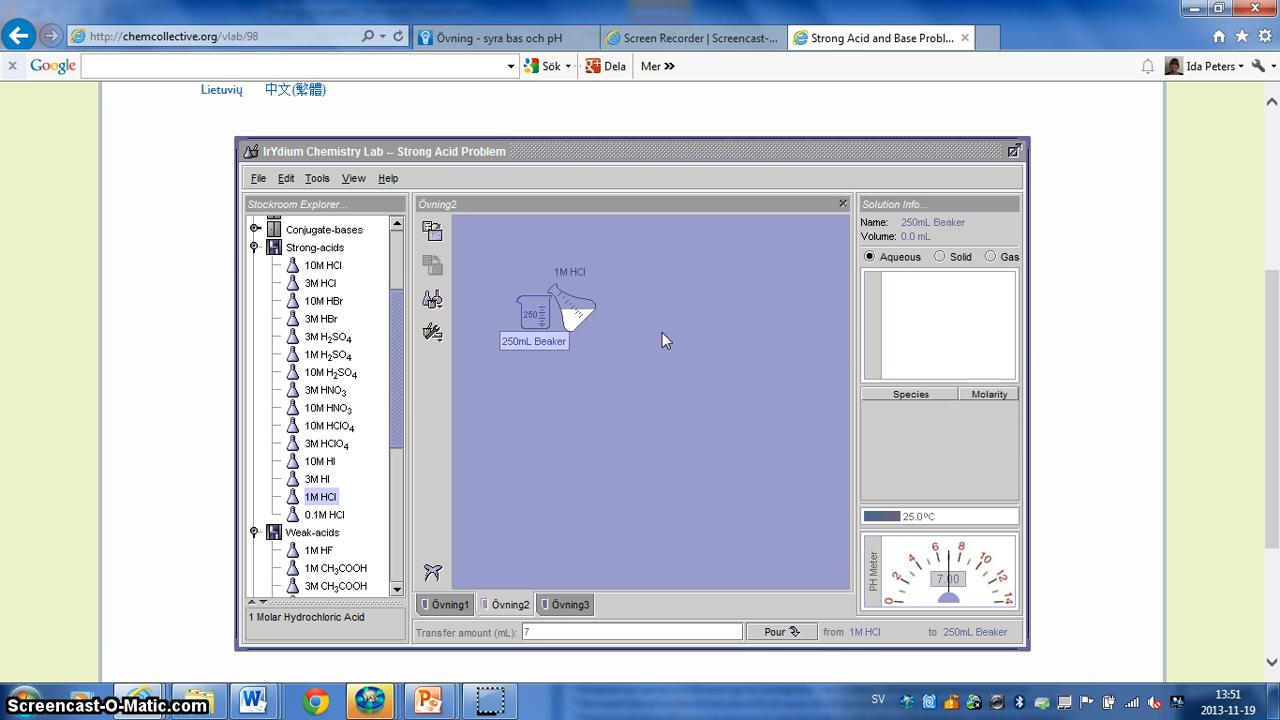 http://chemcollective.org/vlab/98
Övning - syra bas och pH
Screen Recorder | Screencast-...
Strong Acid and Base Probl...
Google
Sök
Dela
Mer »
Ida Peters
Lietuvių 中文(繁體)
IrYdium Chemistry Lab -- Strong Acid Problem
File Edit Tools View Help
Stockroom Explorer...
Conjugate-bases
Strong-acids
10M HCl
3M HCl
10M HBr
3M HBr
3M H₂SO₄
1M H₂SO₄
10M H₂SO₄
3M HNO₃
10M HNO₃
10M HClO₄
3M HClO₄
10M HI
3M HI
1M HCl
0.1M HCl
Weak-acids
1M HF
1M CH₃COOH
3M CH₃COOH
1 Molar Hydrochloric Acid
Övning2
1M HCl
250
250mL Beaker
Övning1 Övning2 Övning3
Transfer amount (mL): 7 Pour from 1M HCl to 250mL Beaker
Solution Info...
Name: 250mL Beaker
Volume: 0.0 mL
Aqueous Solid Gas
Species Molarity
25.0ºC
PH Meter
0 2 4 6 8 10 12 14
7.00
Screencast-O-Matic.com
SV
13:51
2013-11-19